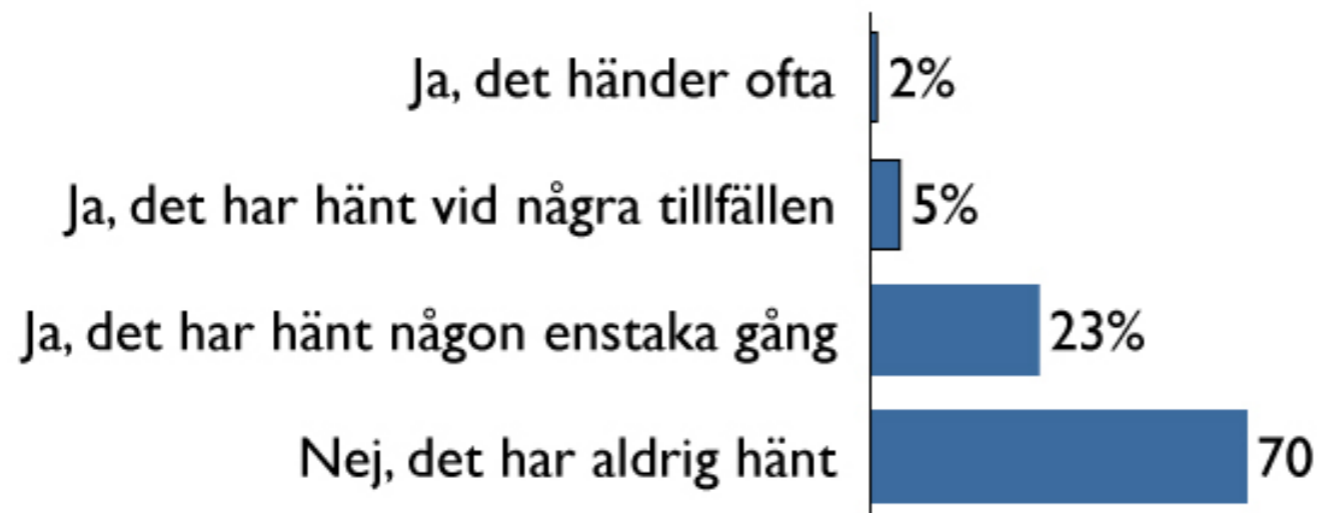 Ja, det händer ofta 2%
Ja, det har hänt vid några tillfällen 5%
Ja, det har hänt någon enstaka gång 23%
Nej, det har aldrig hänt 70